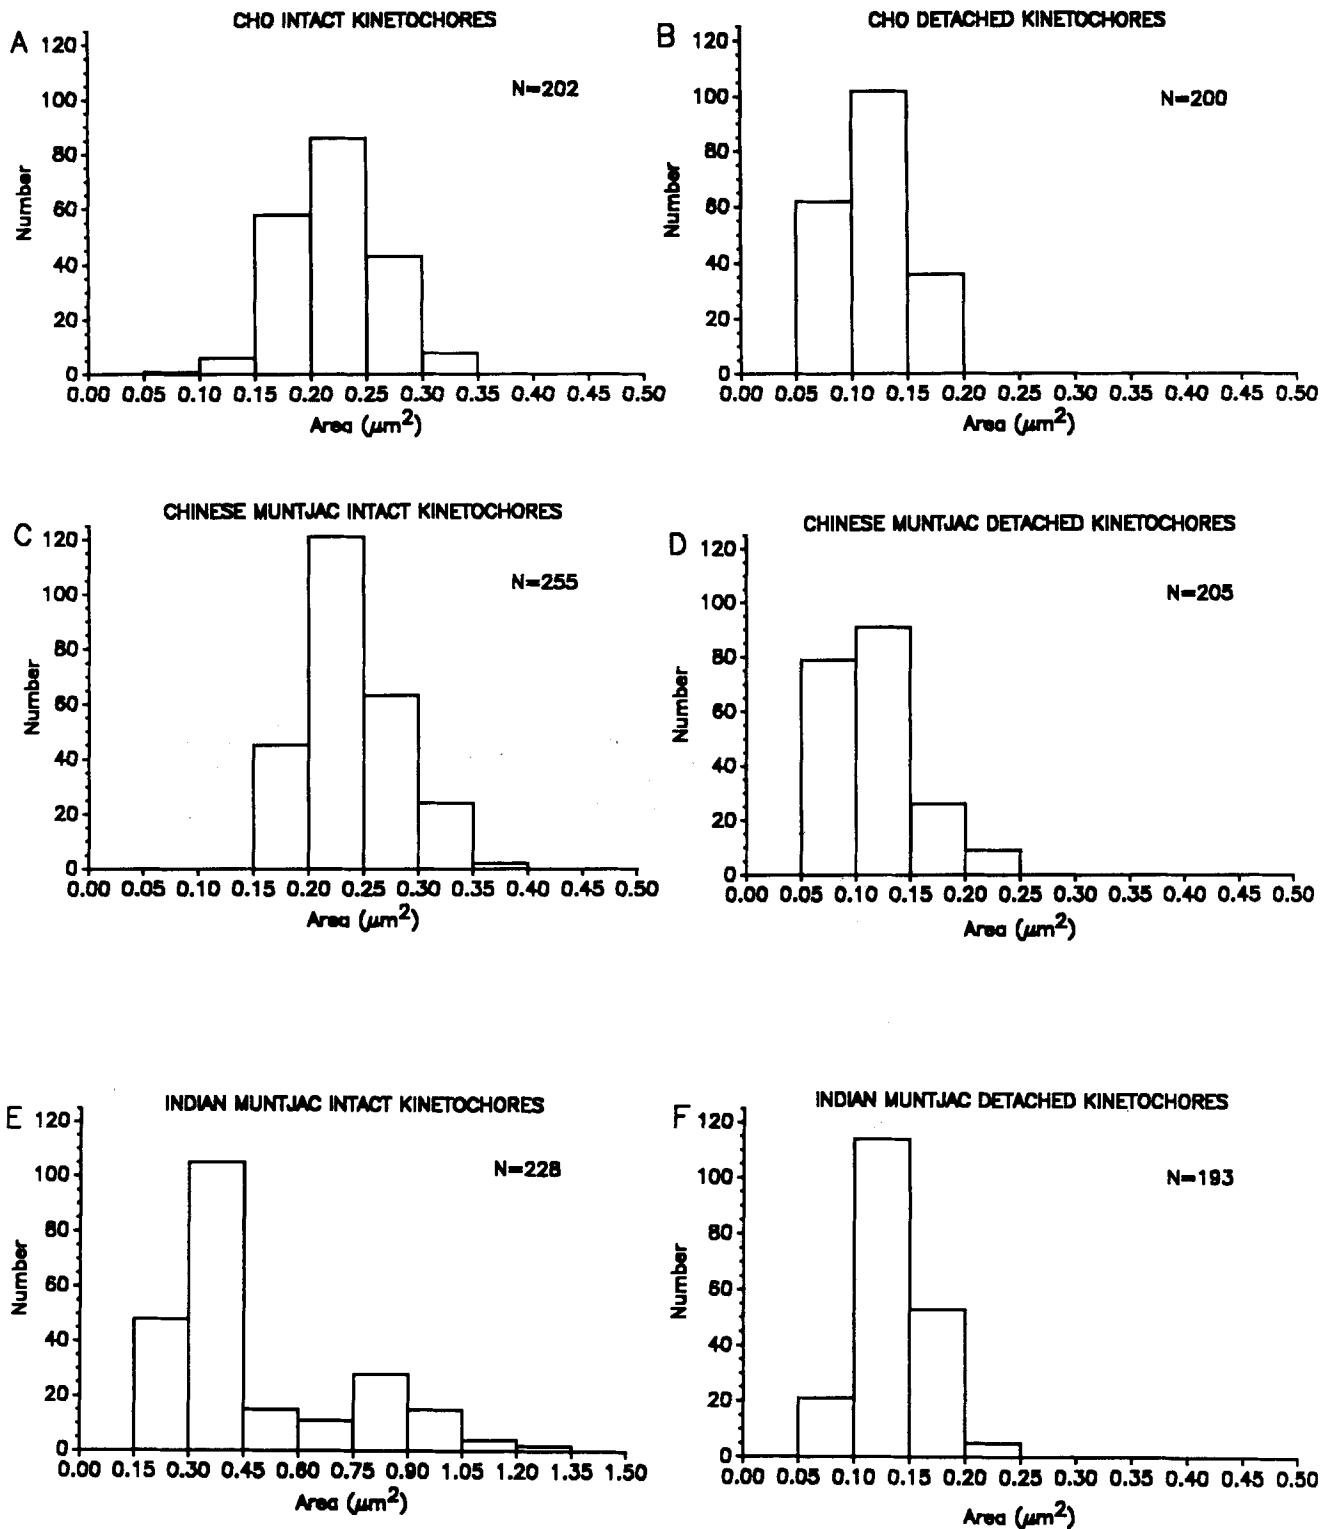 A
CHO INTACT KINETOCHORES
N=202
Number
120
100
80
60
40
20
0
0.00 0.05 0.10 0.15 0.20 0.25 0.30 0.35 0.40 0.45 0.50
Area (μm²)
B
CHO DETACHED KINETOCHORES
N=200
Number
120
100
80
60
40
20
0
0.00 0.05 0.10 0.15 0.20 0.25 0.30 0.35 0.40 0.45 0.50
Area (μm²)
C
CHINESE MUNTJAC INTACT KINETOCHORES
N=255
Number
120
100
80
60
40
20
0
0.00 0.05 0.10 0.15 0.20 0.25 0.30 0.35 0.40 0.45 0.50
Area (μm²)
D
CHINESE MUNTJAC DETACHED KINETOCHORES
N=205
Number
120
100
80
60
40
20
0
0.00 0.05 0.10 0.15 0.20 0.25 0.30 0.35 0.40 0.45 0.50
Area (μm²)
E
INDIAN MUNTJAC INTACT KINETOCHORES
N=228
Number
120
100
80
60
40
20
0
0.00 0.15 0.30 0.45 0.60 0.75 0.90 1.05 1.20 1.35 1.50
Area (μm²)
F
INDIAN MUNTJAC DETACHED KINETOCHORES
N=193
Number
120
100
80
60
40
20
0
0.00 0.05 0.10 0.15 0.20 0.25 0.30 0.35 0.40 0.45 0.50
Area (μm²)